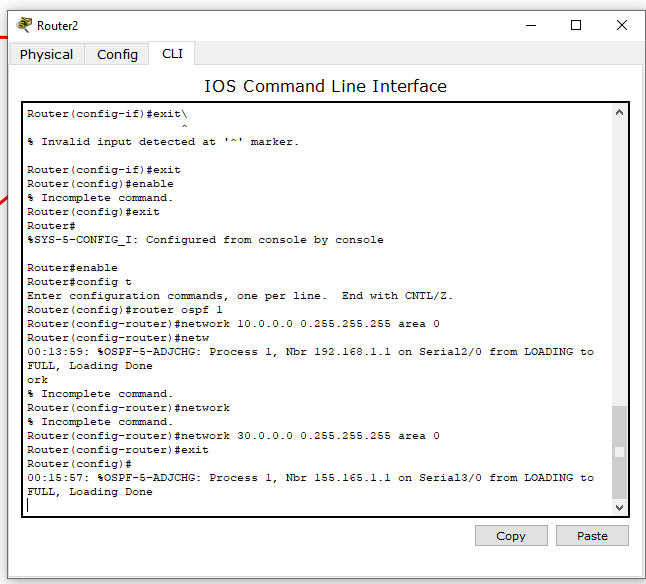 Router2
Physical Config CLI
IOS Command Line Interface
Router(config-if)#exit\
^
% Invalid input detected at '^' marker.
Router(config-if)#exit
Router(config)#enable
% Incomplete command.
Router(config)#exit
Router#
%SYS-5-CONFIG_I: Configured from console by console
Router#enable
Router#config t
Enter configuration commands, one per line.  End with CNTL/Z.
Router(config)#router ospf 1
Router(config-router)#network 10.0.0.0 0.255.255.255 area 0
Router(config-router)#netw
00:13:59: %OSPF-5-ADJCHG: Process 1, Nbr 192.168.1.1 on Serial2/0 from LOADING to
FULL, Loading Done
ork
% Incomplete command.
Router(config-router)#network
% Incomplete command.
Router(config-router)#network 30.0.0.0 0.255.255.255 area 0
Router(config-router)#exit
Router(config)#
00:15:57: %OSPF-5-ADJCHG: Process 1, Nbr 155.165.1.1 on Serial3/0 from LOADING to
FULL, Loading Done
Copy Paste